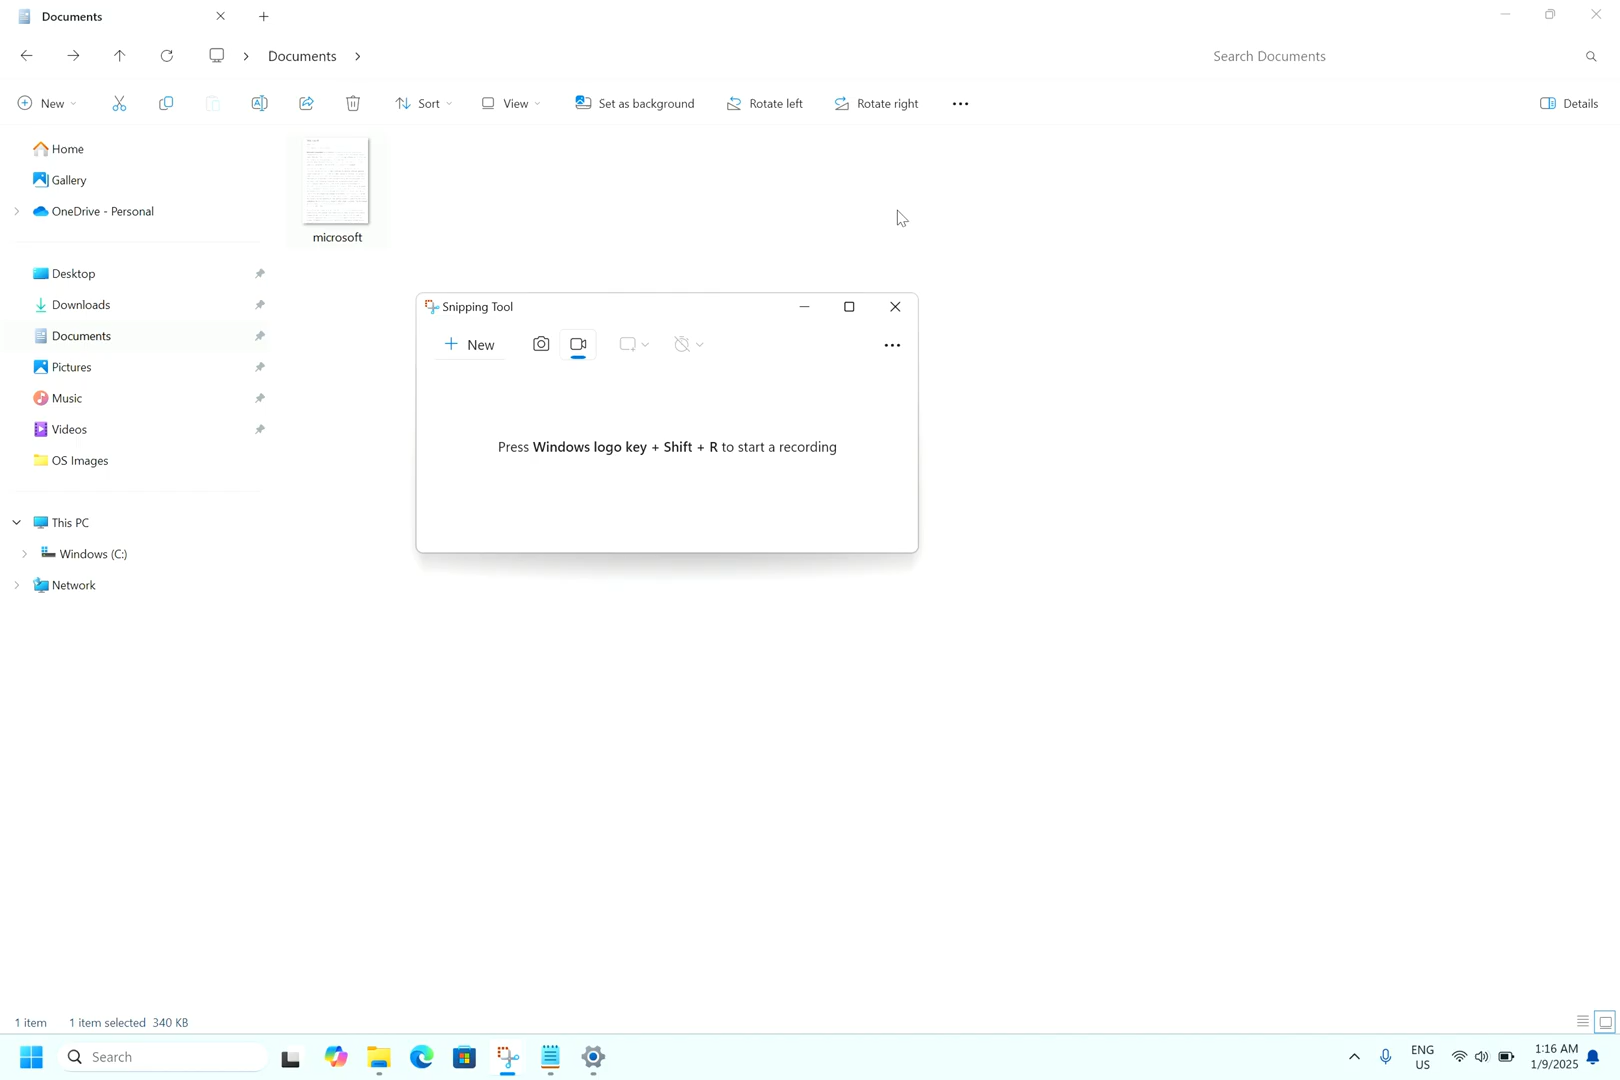 Documents
Documents
Search Documents
New
Sort
View
Set as background
Rotate left
Rotate right
Details
Home
Gallery
OneDrive - Personal
Desktop
Downloads
Documents
Pictures
Music
Videos
OS Images
This PC
Windows (C:)
Network
microsoft
Snipping Tool
New
Press Windows logo key + Shift + R to start a recording
1 item 1 item selected 340 KB
Search
ENG
US
1:16 AM
1/9/2025